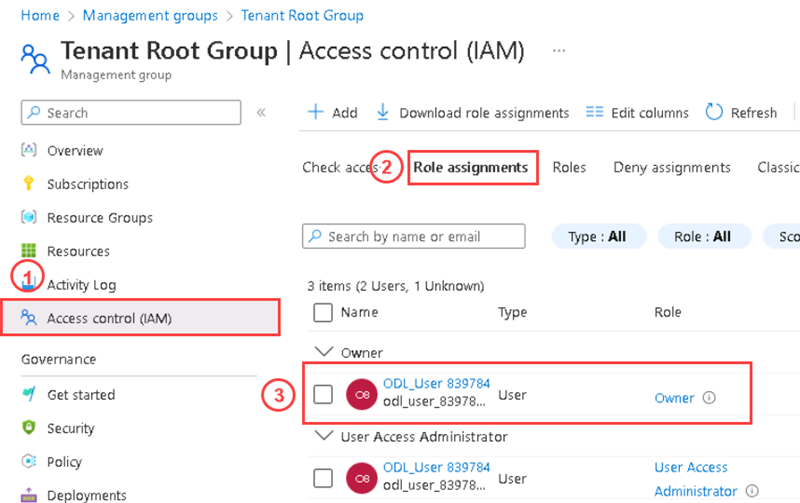 Home > Management groups > Tenant Root Group
Tenant Root Group | Access control (IAM) ...
Management group
Search «
Add Download role assignments Edit columns Refresh
Overview
Subscriptions
Resource Groups
Resources
1
Activity Log
Access control (IAM)
Governance
Get started
Security
Policy
Deployments
Check acces 2 Role assignments Roles Deny assignments Classic
Search by name or email Type : All Role : All Sco
3 items (2 Users, 1 Unknown)
Name Type Role
Owner
3
O8 ODL_User 839784
odl_user_83978... User Owner
User Access Administrator
O8 ODL_User 839784
odl_user_83978... User User Access
Administrator